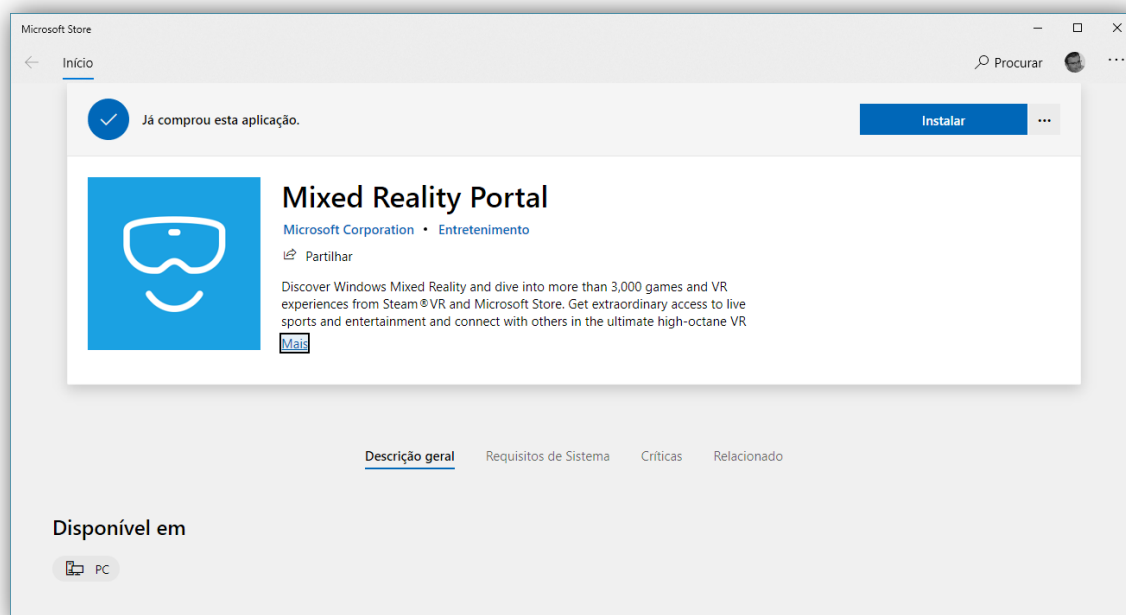 Microsoft Store
Início
Procurar
Já comprou esta aplicação.
Instalar
Mixed Reality Portal
Microsoft Corporation • Entretenimento
Partilhar
Discover Windows Mixed Reality and dive into more than 3,000 games and VR
experiences from Steam®VR and Microsoft Store. Get extraordinary access to live
sports and entertainment and connect with others in the ultimate high-octane VR
Mais
Descrição geral Requisitos de Sistema Críticas Relacionado
Disponível em
PC